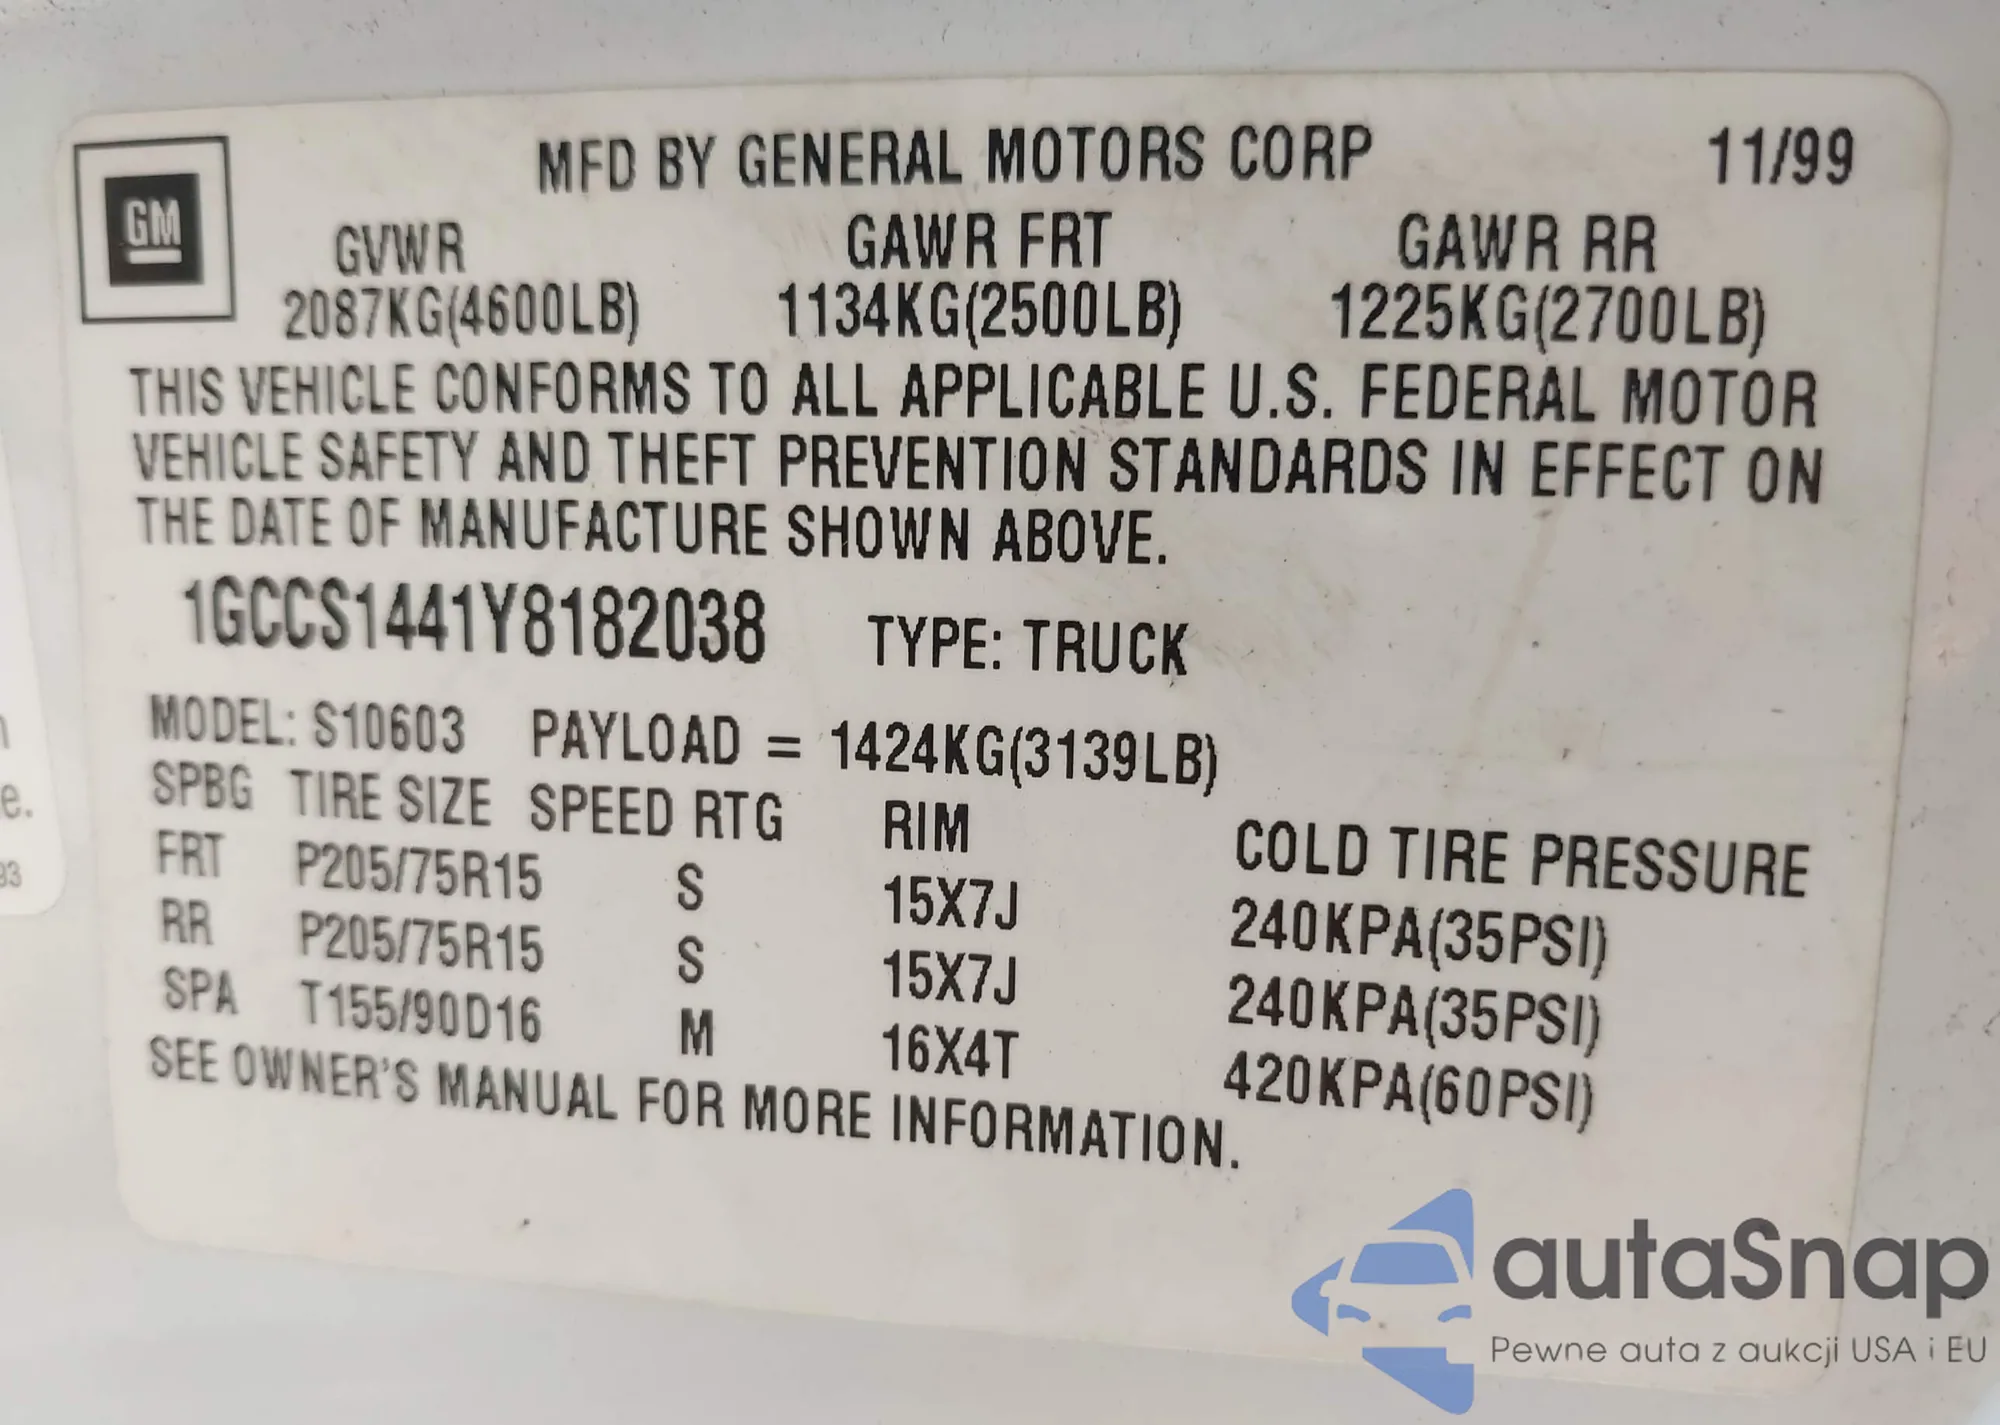 GM
MFD BY GENERAL MOTORS CORP 11/99
GVWR GAWR FRT GAWR RR
2087KG(4600LB) 1134KG(2500LB) 1225KG(2700LB)
THIS VEHICLE CONFORMS TO ALL APPLICABLE U.S. FEDERAL MOTOR
VEHICLE SAFETY AND THEFT PREVENTION STANDARDS IN EFFECT ON
THE DATE OF MANUFACTURE SHOWN ABOVE.
1GCCS1441Y8182038 TYPE: TRUCK
MODEL: S10603 PAYLOAD = 1424KG(3139LB)
SPBG TIRE SIZE SPEED RTG RIM COLD TIRE PRESSURE
FRT P205/75R15 S 15X7J 240KPA(35PSI)
RR P205/75R15 S 15X7J 240KPA(35PSI)
SPA T155/90D16 M 16X4T 420KPA(60PSI)
SEE OWNER'S MANUAL FOR MORE INFORMATION.
e.
93
autaSnap
Pewne auta z aukcji USA i EU